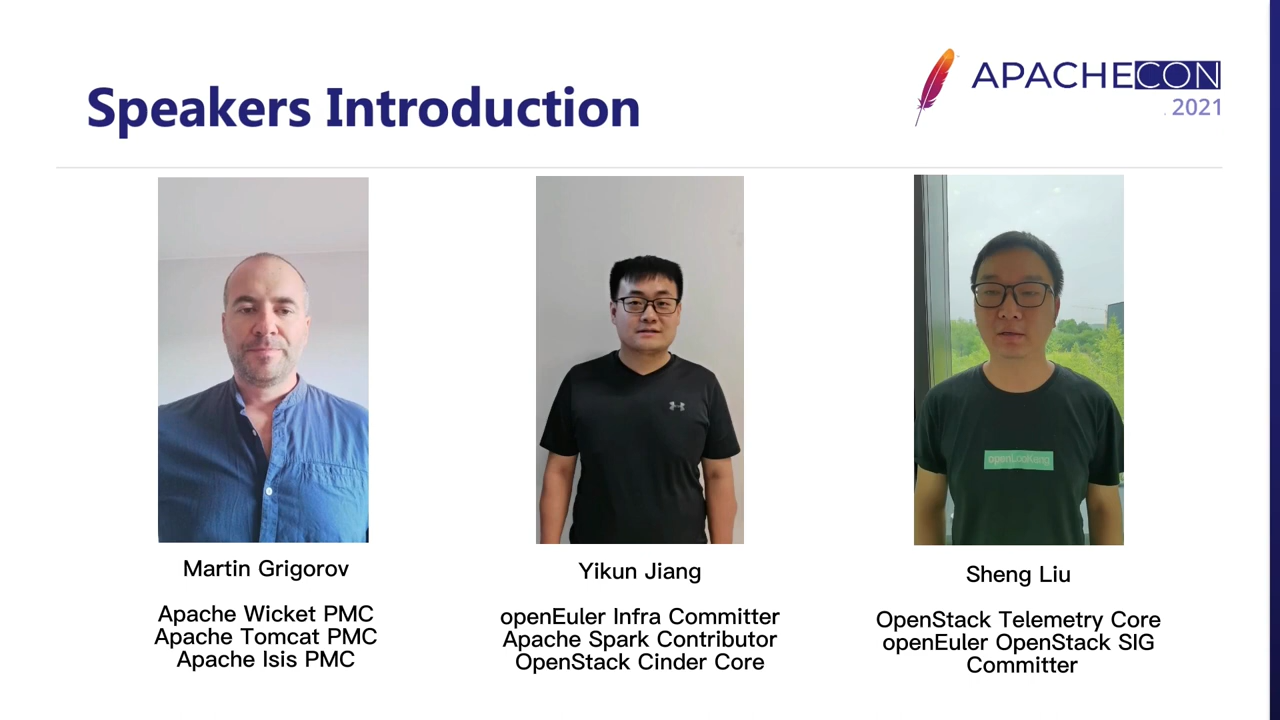 Speakers Introduction
APACHECON
2021
openLooKeng
Martin Grigorov
Apache Wicket PMC
Apache Tomcat PMC
Apache Isis PMC
Yikun Jiang
openEuler Infra Committer
Apache Spark Contributor
OpenStack Cinder Core
Sheng Liu
OpenStack Telemetry Core
openEuler OpenStack SIG
Committer